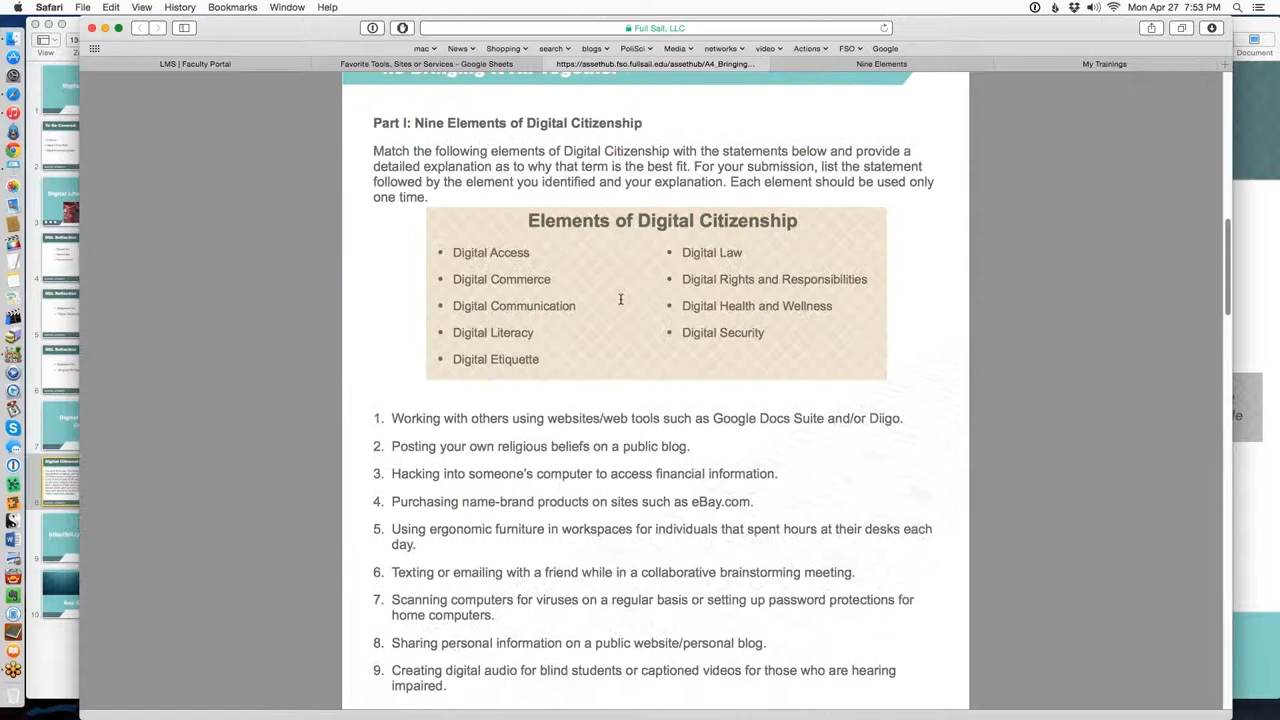 Safari File Edit View History Bookmarks Window Help Mon Apr 27 7:53 PM
Full Sail, LLC
View
Document
mac News Shopping search blogs PoliSci Media networks video Actions FSO Google
LMS | Faculty Portal Favorite Tools, Sites or Services - Google Sheets s://assethub.fso.fullsail.edu/assethub/A4_Bringing... Nine Elements My Trainings
Part I: Nine Elements of Digital Citizenship
Match the following elements of Digital Citizenship with the statements below and provide a
detailed explanation as to why that term is the best fit. For your submission, list the statement
followed by the element you identified and your explanation. Each element should be used only
one time.
Elements of Digital Citizenship
• Digital Access
• Digital Commerce
• Digital Communication
• Digital Literacy
• Digital Etiquette
• Digital Law
• Digital Rights and Responsibilities
• Digital Health and Wellness
• Digital Security
1. Working with others using websites/web tools such as Google Docs Suite and/or Diigo.
2. Posting your own religious beliefs on a public blog.
3. Hacking into someone's computer to access financial information.
4. Purchasing name-brand products on sites such as eBay.com.
5. Using ergonomic furniture in workspaces for individuals that spent hours at their desks each
day.
6. Texting or emailing with a friend while in a collaborative brainstorming meeting.
7. Scanning computers for viruses on a regular basis or setting up password protections for
home computers.
8. Sharing personal information on a public website/personal blog.
9. Creating digital audio for blind students or captioned videos for those who are hearing
impaired.
1
2
3
4
5
6
7
8
9
10